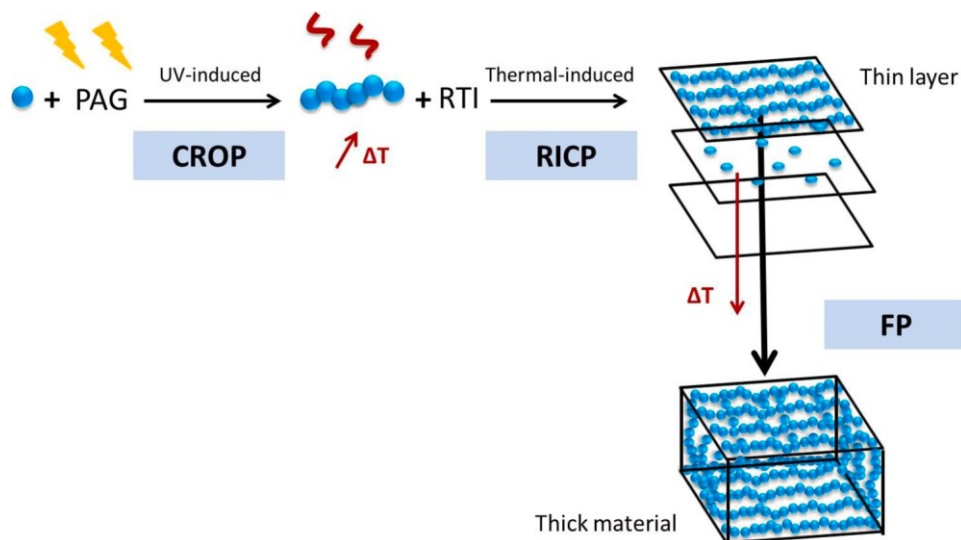 UV-induced
+ PAG
CROP
ΔT
+ RTI
Thermal-induced
RICP
Thin layer
ΔT
FP
Thick material